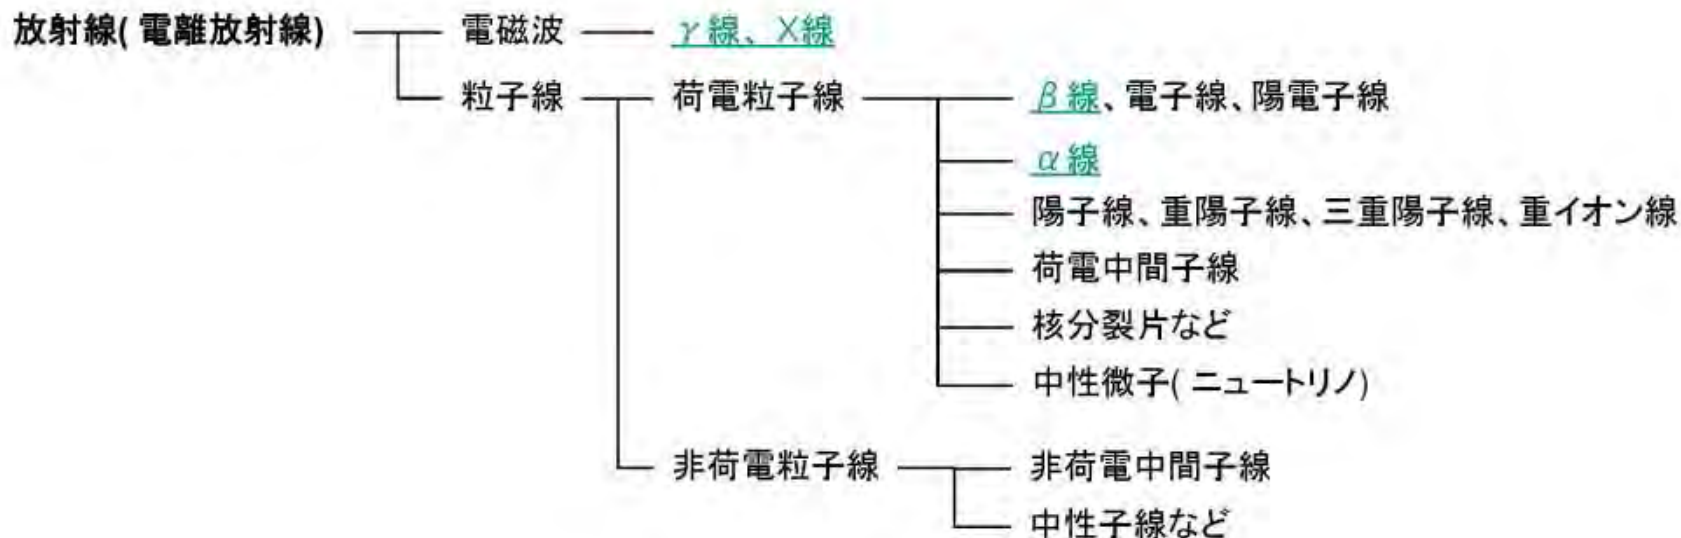 放射線(電離放射線) 電磁波 γ線、X線
粒子線 荷電粒子線 β線、電子線、陽電子線
α線
陽子線、重陽子線、三重陽子線、重イオン線
荷電中間子線
核分裂片など
中性微子(ニュートリノ)
非荷電粒子線 非荷電中間子線
中性子線など